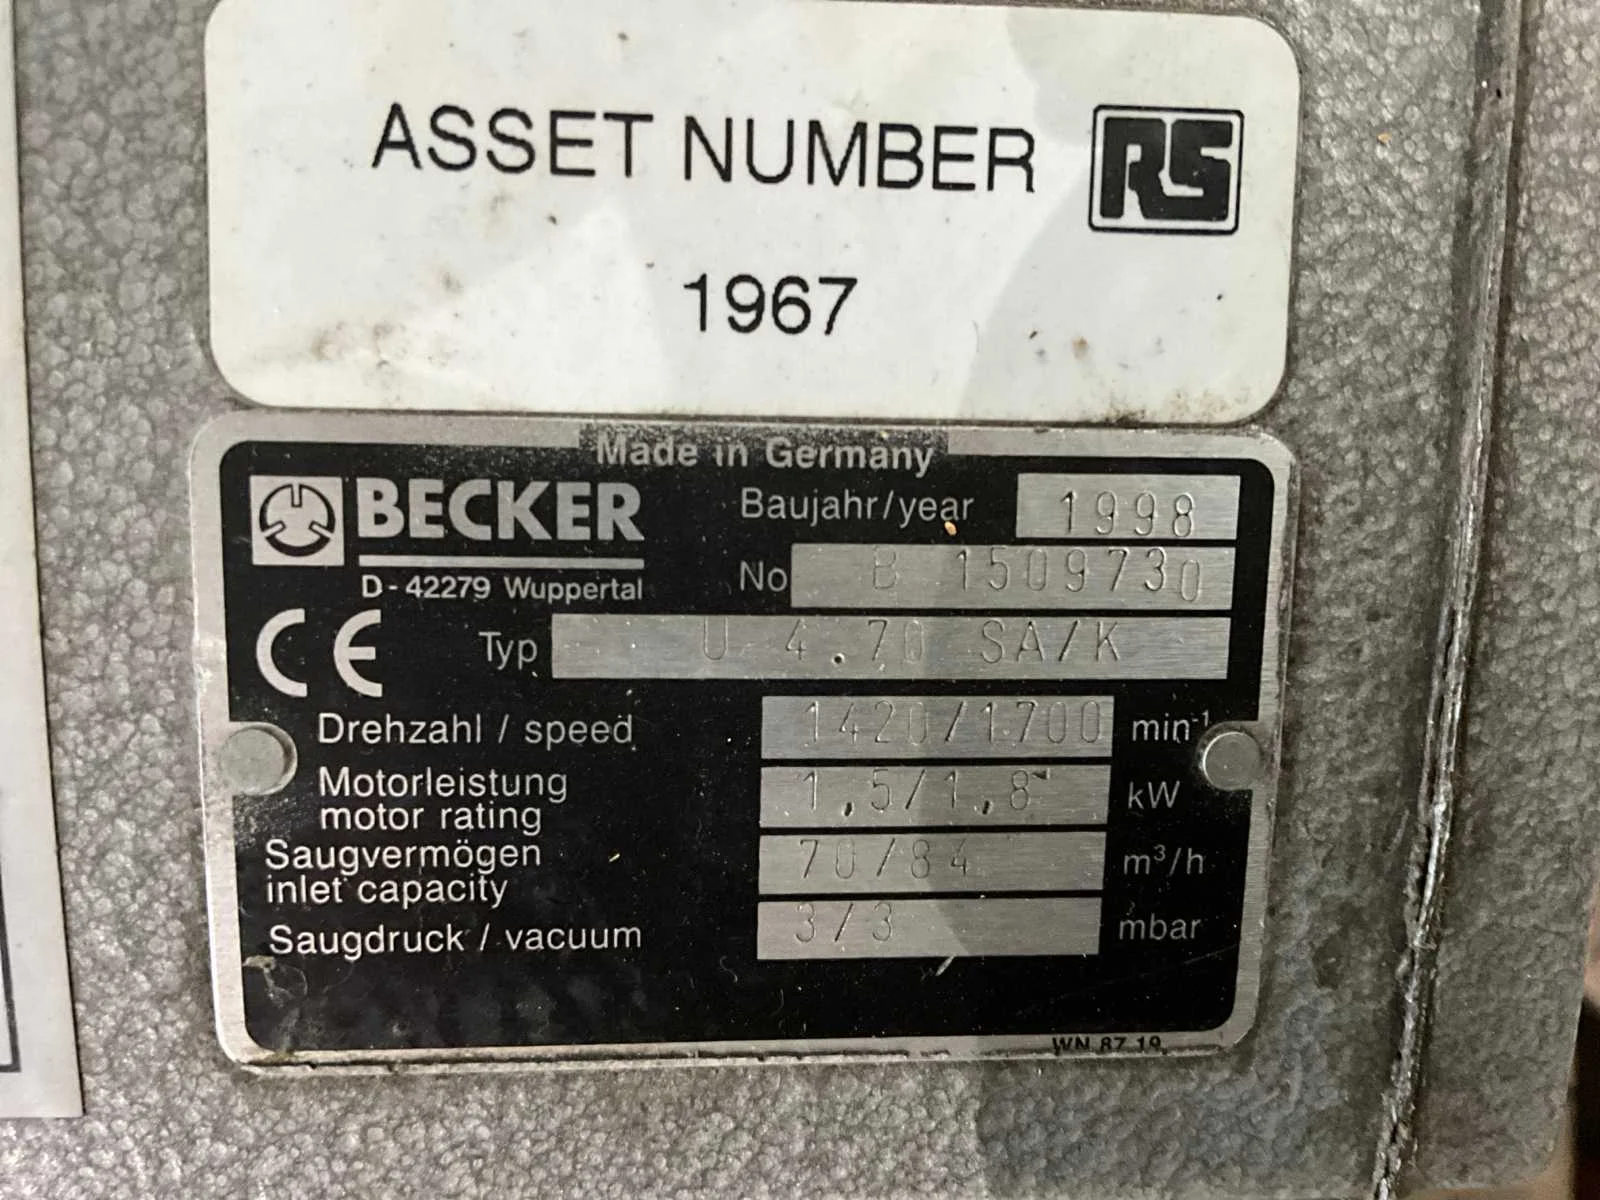 ASSET NUMBER RS
1967
Made in Germany
BECKER
D-42279 Wuppertal
Baujahr/year 1998
No B 1509730
CE Typ U 4.70 SA/K
Drehzahl / speed 1420/1700 min-1
Motorleistung
motor rating 1,5/1,8 kW
Saugvermögen
inlet capacity 70/84 m³/h
Saugdruck / vacuum 3/3 mbar
WN 87 19